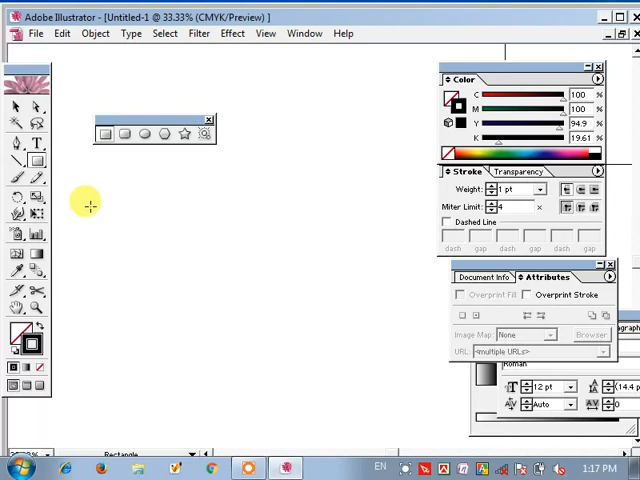 Adobe Illustrator - [Untitled-1 @ 33.33% (CMYK/Preview) ]
File Edit Object Type Select Filter Effect View Window Help
Color
C 100 %
M 100 %
Y 94.9 %
K 19.61 %
Stroke Transparency
Weight: 1 pt
Miter Limit: 4 x
Dashed Line
dash gap dash gap dash gap
Document Info Attributes
Overprint Fill Overprint Stroke
Image Map: None Browser
URL: <multiple URLs>
Roman
12 pt (14.4
Auto 0
Rectangle
EN 1:17 PM